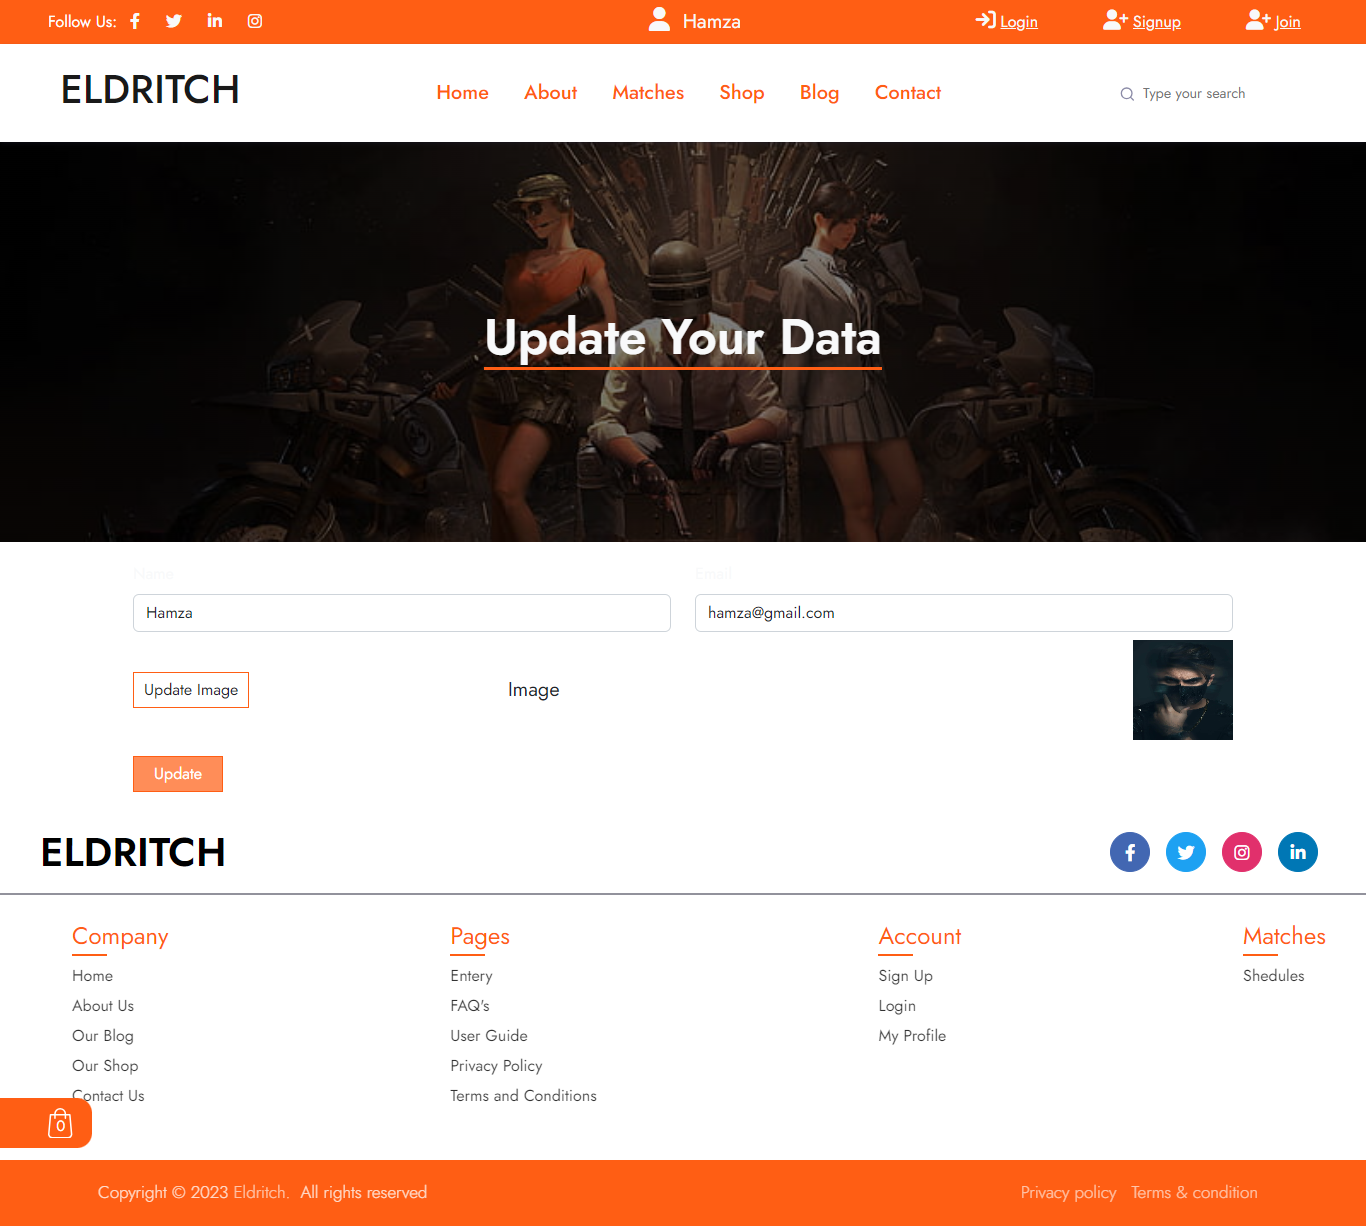 Follow Us: Hamza Login Signup Join
ELDRITCH Home About Matches Shop Blog Contact Type your search
Update Your Data
Name Email
Hamza hamza@gmail.com
Update Image Image
Update
ELDRITCH
Company Pages Account Matches
Home Entery Sign Up Shedules
About Us FAQ's Login
Our Blog User Guide My Profile
Our Shop Privacy Policy
Contact Us Terms and Conditions
0
Copyright © 2023 Eldritch. All rights reserved Privacy policy Terms & condition